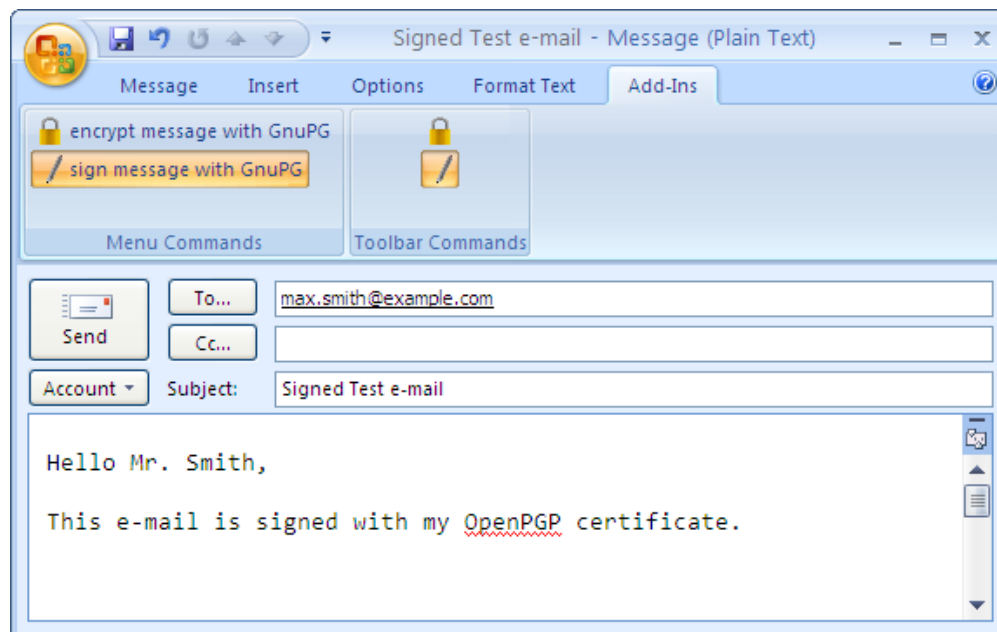 Signed Test e-mail - Message (Plain Text)
Message Insert Options Format Text Add-Ins
encrypt message with GnuPG
sign message with GnuPG
Menu Commands Toolbar Commands
Send
To... max.smith@example.com
Cc...
Account Subject: Signed Test e-mail
Hello Mr. Smith,
This e-mail is signed with my OpenPGP certificate.